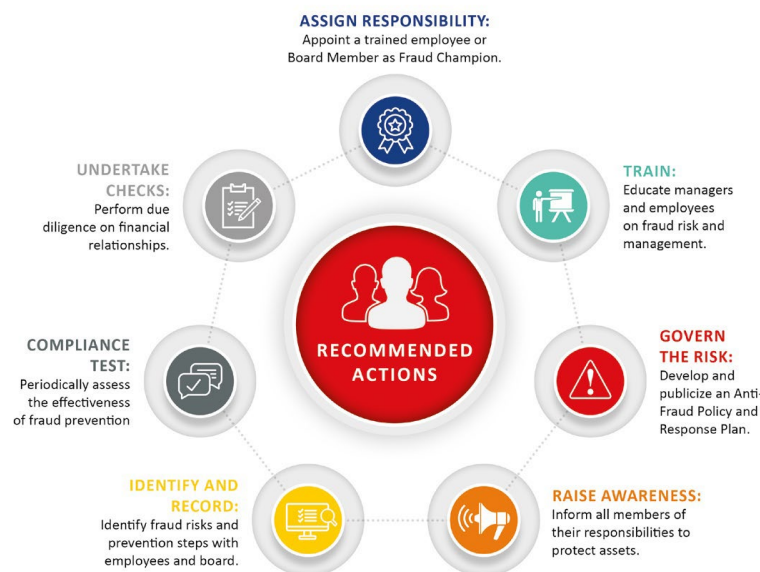 ASSIGN RESPONSIBILITY:
Appoint a trained employee or
Board Member as Fraud Champion.
TRAIN:
Educate managers
and employees
on fraud risk and
management.
GOVERN
THE RISK:
Develop and
publicize an Anti-
Fraud Policy and
Response Plan.
RAISE AWARENESS:
Inform all members of
their responsibilities to
protect assets.
IDENTIFY AND
RECORD:
Identify fraud risks and
prevention steps with
employees and board.
COMPLIANCE
TEST:
Periodically assess
the effectiveness
of fraud prevention
UNDERTAKE
CHECKS:
Perform due
diligence on financial
relationships.
RECOMMENDED
ACTIONS